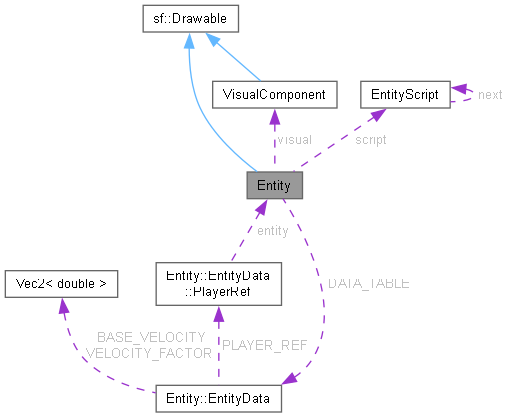 sf::Drawable
VisualComponent
EntityScript
next
visual
script
Entity
entity
Entity::EntityData
::PlayerRef
Vec2< double >
DATA_TABLE
BASE_VELOCITY
VELOCITY_FACTOR
PLAYER_REF
Entity::EntityData